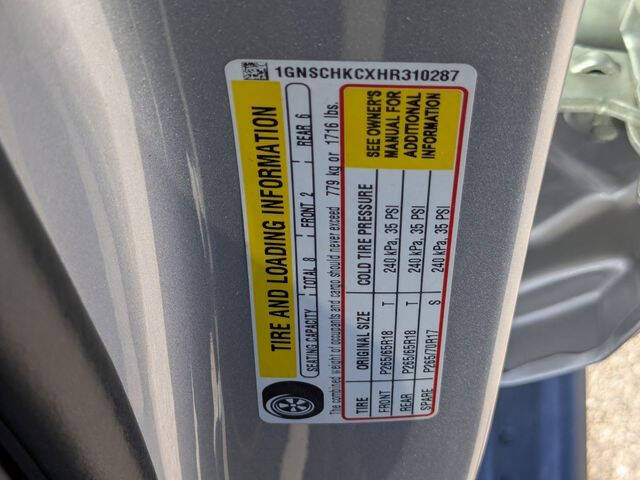 1GNSCHKCXHR310287
TIRE AND LOADING INFORMATION
SEATING CAPACITY TOTAL 8 FRONT 2 REAR 6
The combined weight of occupants and cargo should never exceed 779 kg or 1716 lbs.
TIRE ORIGINAL SIZE COLD TIRE PRESSURE
FRONT P265/65R18 T 240 kPa, 35 PSI
REAR P265/65R18 T 240 kPa, 35 PSI
SPARE P265/70R17 S 240 kPa, 35 PSI
SEE OWNER'S
MANUAL FOR
ADDITIONAL
INFORMATION